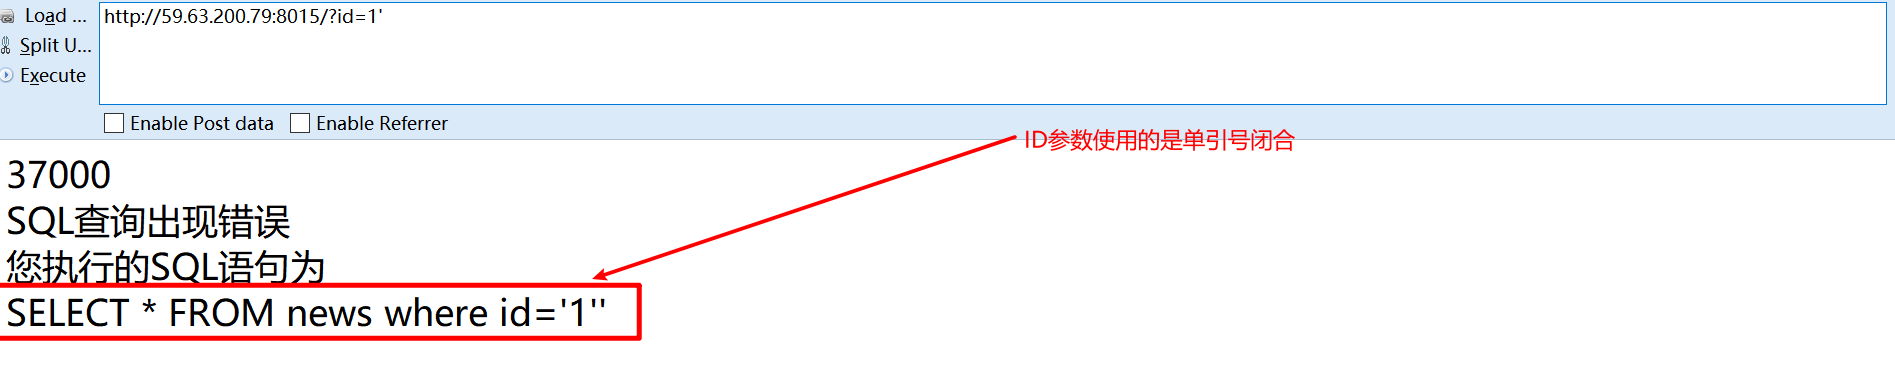 Load ...
http://59.63.200.79:8015/?id=1'
Split U...
Execute
Enable Post data
Enable Referrer
ID参数使用的是单引号闭合
37000
SQL查询出现错误
您执行的SQL语句为
SELECT * FROM news where id='1''